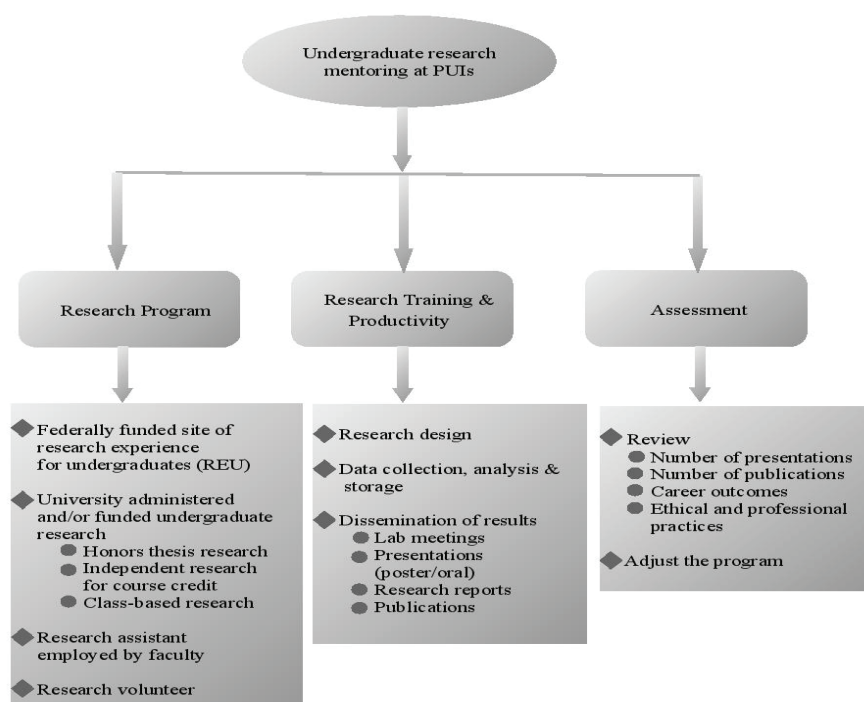 Undergraduate research
mentoring at PUIs
Research Program
Research Training &
Productivity
Assessment
Federally funded site of
research experience
for undergraduates (REU)
University administered
and/or funded undergraduate
research
Honors thesis research
Independent research
for course credit
Class-based research
Research assistant
employed by faculty
Research volunteer
Research design
Data collection, analysis &
storage
Dissemination of results
Lab meetings
Presentations
(poster/oral)
Research reports
Publications
Review
Number of presentations
Number of publications
Career outcomes
Ethical and professional
practices
Adjust the program